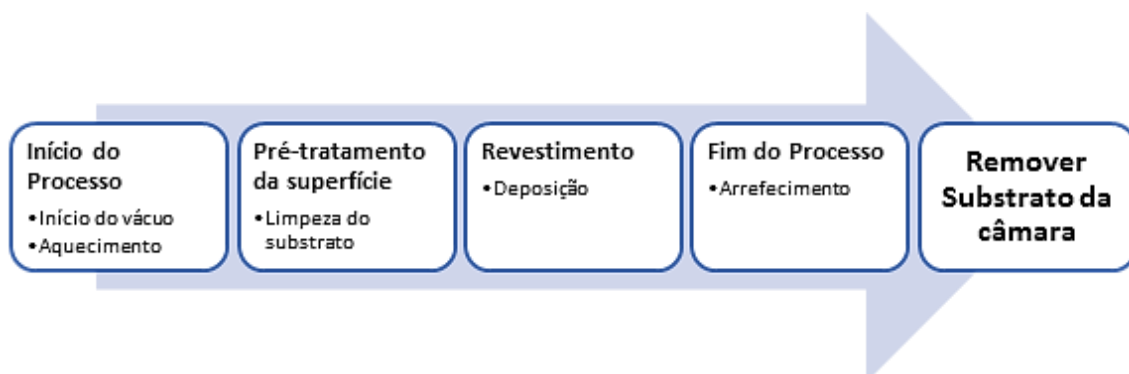 Início do
Processo
•Início do vácuo
•Aquecimento
Pré-tratamento
da superfície
•Limpeza do
substrato
Revestimento
•Deposição
Fim do Processo
•Arrefecimento
Remover
Substrato da
câmara